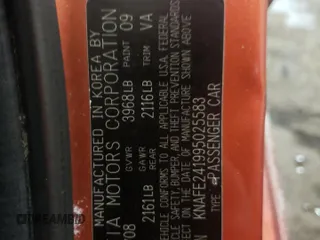 MANUFACTURED IN KOREA BY
IA MOTORS CORPORATION
08 GVWR 3968LB PAINT 09
2161LB GAWR REAR 2116LB TRIM VA
VEHICLE CONFORMS TO ALL APPLICABLE U.S.A. FEDERAL
VEHICLE SAFETY, BUMPER, AND THEFT PREVENTION STANDARDS
ECT ON THE DATE OF MANUFACTURE SHOWN ABOVE
N KNAFE241995025583
TYPE PASSENGER CAR